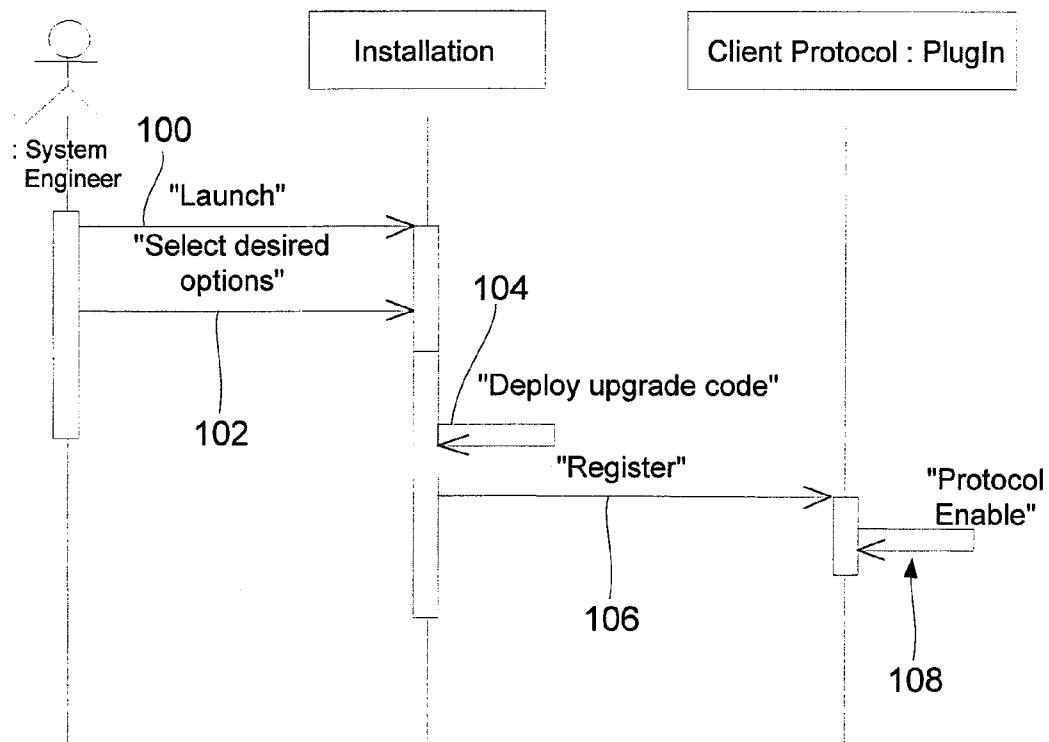 Installation
Client Protocol : PlugIn
100
: System
Engineer
"Launch"
"Select desired
options"
104
102
"Deploy upgrade code"
"Register"
"Protocol
Enable"
106
108